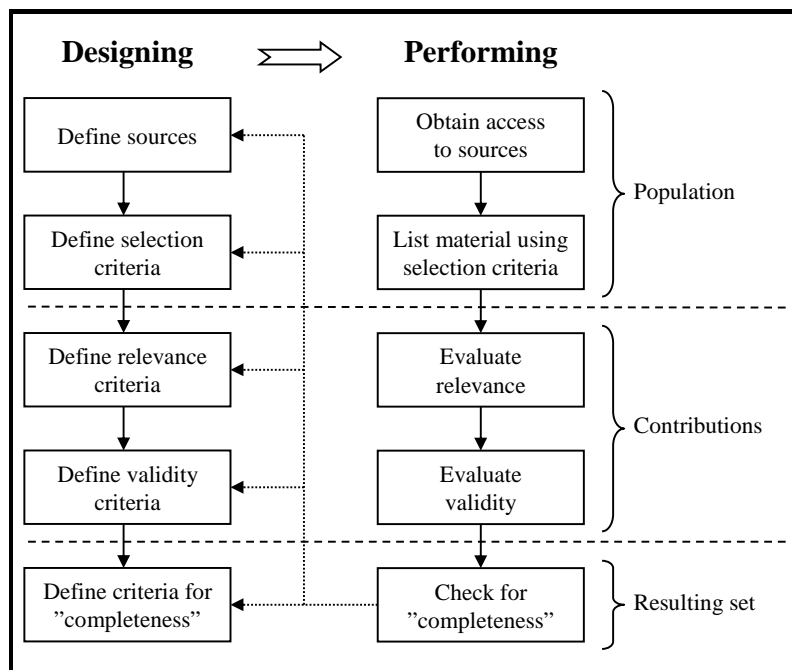 Designing
Performing
Define sources
Obtain access
to sources
Population
Define selection
criteria
List material using
selection criteria
Define relevance
criteria
Evaluate
relevance
Contributions
Define validity
criteria
Evaluate
validity
Define criteria for
”completeness”
Check for
”completeness”
Resulting set